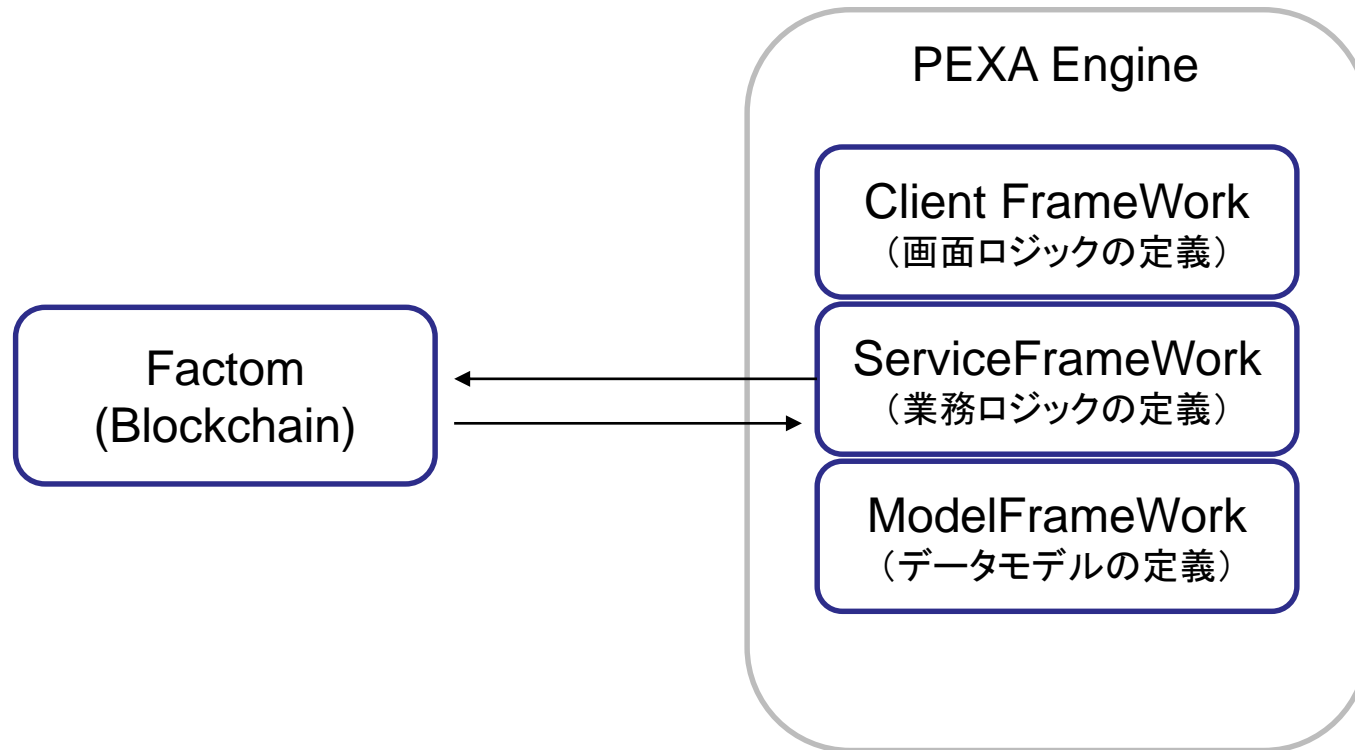 PEXA Engine
Client FrameWork
（画面ロジックの定義）
Factom
(Blockchain)
ServiceFrameWork
（業務ロジックの定義）
ModelFrameWork
（データモデルの定義）